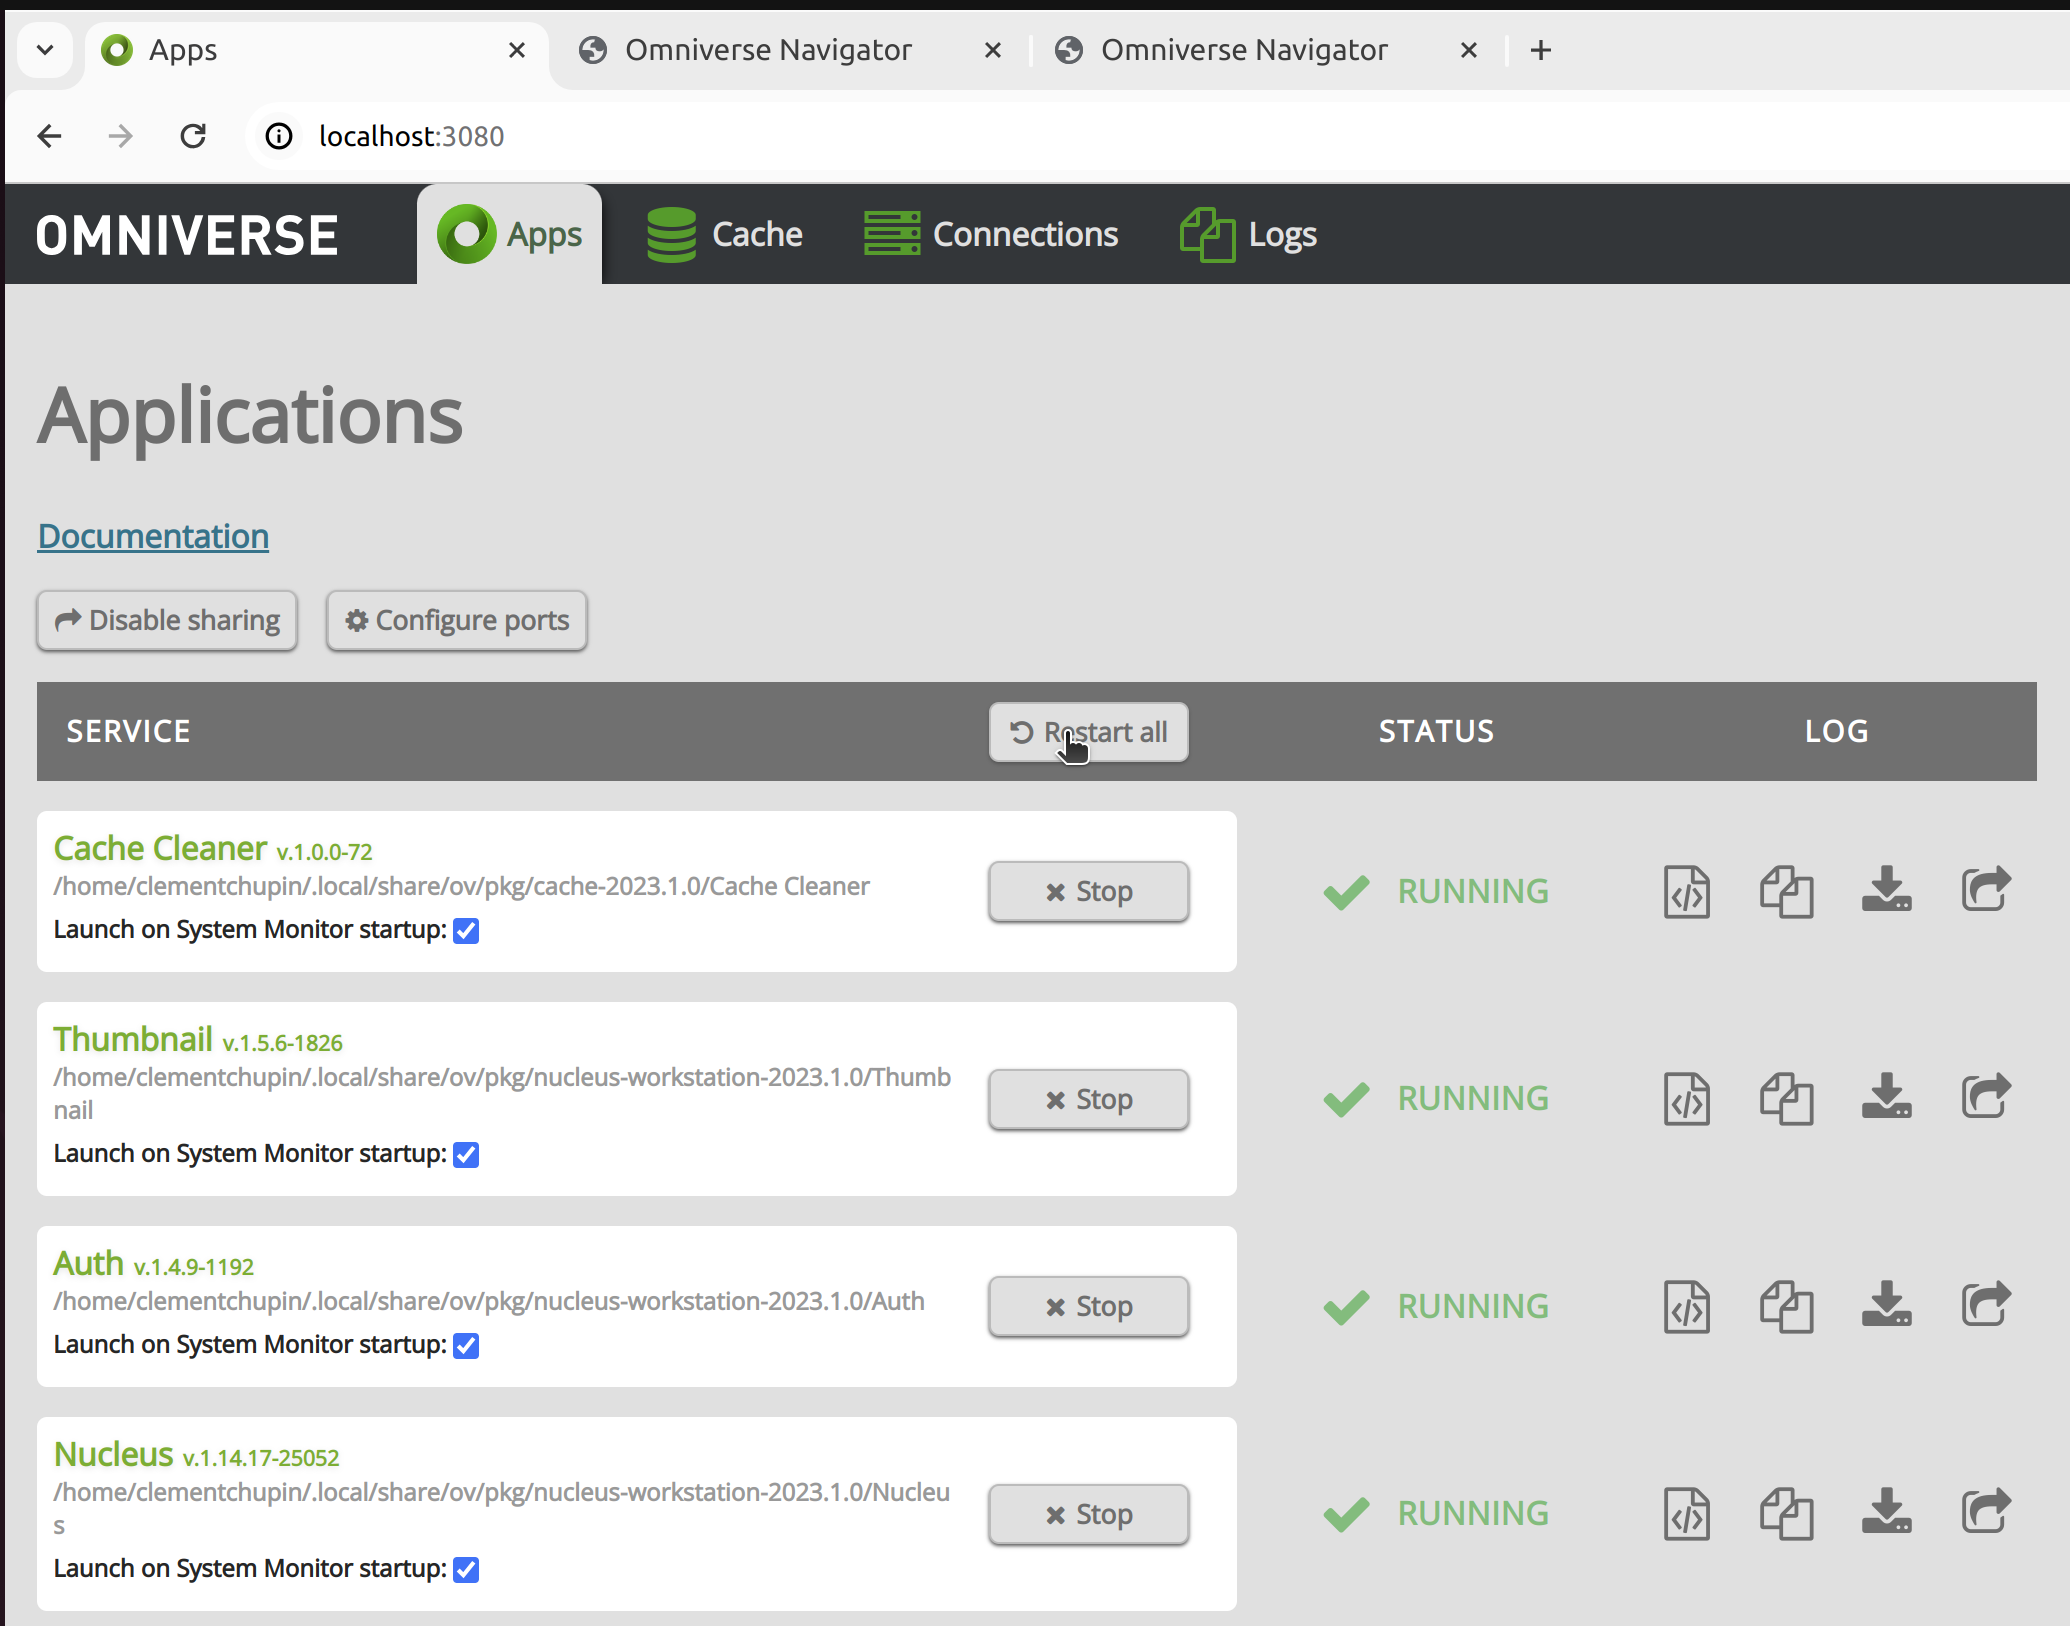 Apps
Omniverse Navigator
Omniverse Navigator
localhost:3080
OMNIVERSE
Apps
Cache
Connections
Logs
Applications
Documentation
Disable sharing
Configure ports
SERVICE
Restart all
STATUS
LOG
Cache Cleaner v.1.0.0-72
/home/clementchupin/.local/share/ov/pkg/cache-2023.1.0/Cache Cleaner
Launch on System Monitor startup:
Stop
RUNNING
Thumbnail v.1.5.6-1826
/home/clementchupin/.local/share/ov/pkg/nucleus-workstation-2023.1.0/Thumb
nail
Launch on System Monitor startup:
Stop
RUNNING
Auth v.1.4.9-1192
/home/clementchupin/.local/share/ov/pkg/nucleus-workstation-2023.1.0/Auth
Launch on System Monitor startup:
Stop
RUNNING
Nucleus v.1.14.17-25052
/home/clementchupin/.local/share/ov/pkg/nucleus-workstation-2023.1.0/Nucleu
s
Launch on System Monitor startup:
Stop
RUNNING